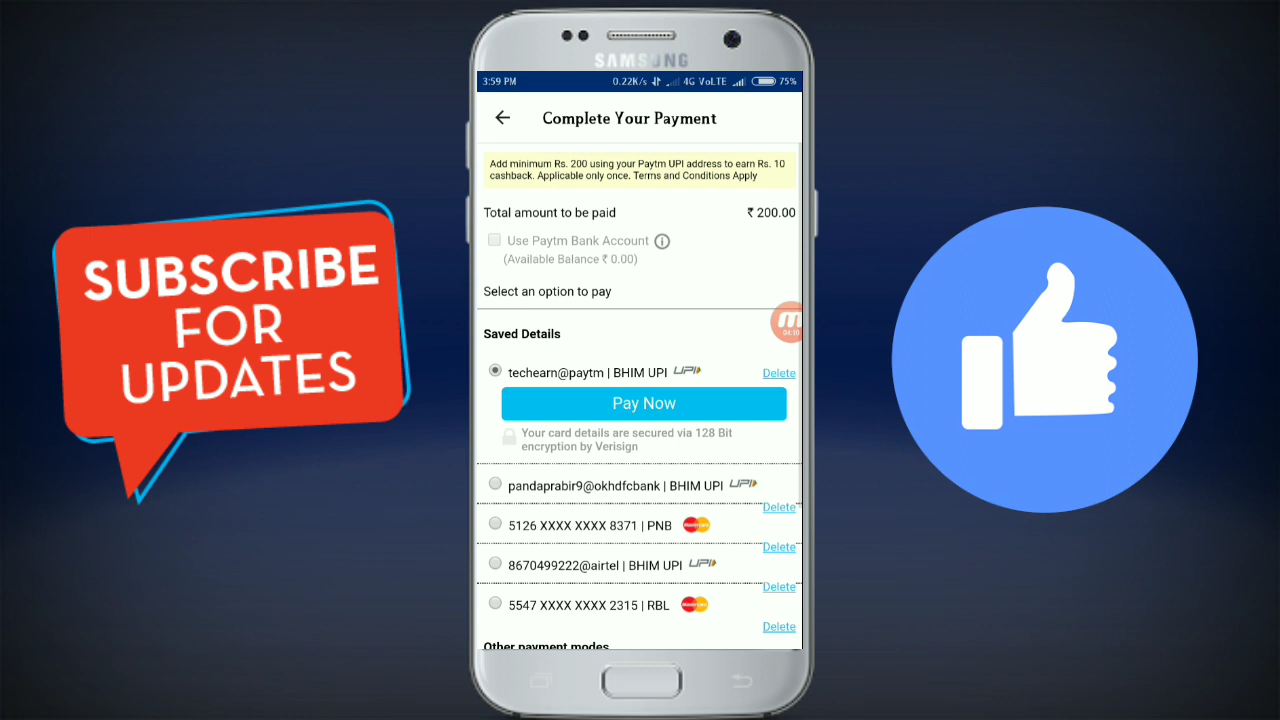 SUBSCRIBE
FOR
UPDATES
SAMSUNG
3:59 PM 0.22K/s 4G VoLTE 75%
Complete Your Payment
Add minimum Rs. 200 using your Paytm UPI address to earn Rs. 10
cashback. Applicable only once. Terms and Conditions Apply
Total amount to be paid ₹ 200.00
Use Paytm Bank Account
(Available Balance ₹ 0.00)
Select an option to pay
04:10
Saved Details
techearn@paytm | BHIM UPI UPI Delete
Pay Now
Your card details are secured via 128 Bit
encryption by Verisign
pandaprabir9@okhdfcbank | BHIM UPI UPI
Delete
5126 XXXX XXXX 8371 | PNB MasterCard
Delete
8670499222@airtel | BHIM UPI UPI
Delete
5547 XXXX XXXX 2315 | RBL MasterCard
Delete
Other payment modes